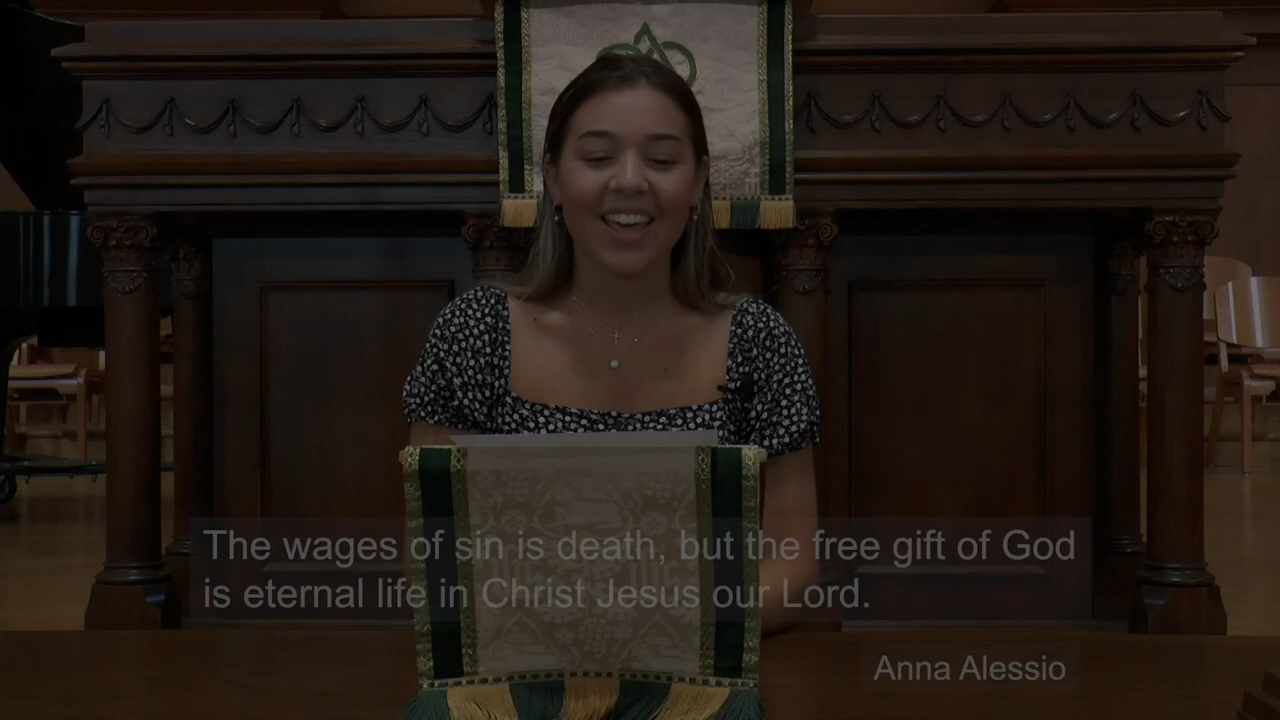 The wages of sin is death, but the free gift of God
is eternal life in Christ Jesus our Lord.
Anna Alessio